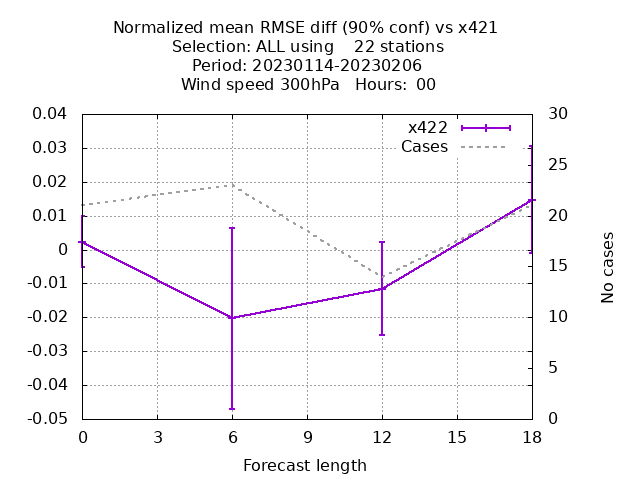 Normalized mean RMSE diff (90% conf) vs x421
Selection: ALL using    22 stations
Period: 20230114-20230206
Wind speed 300hPa   Hours:  00
x422
Cases
0.04
0.03
0.02
0.01
0
-0.01
-0.02
-0.03
-0.04
-0.05
30
25
20
15
10
5
0
No cases
0 3 6 9 12 15 18
Forecast length